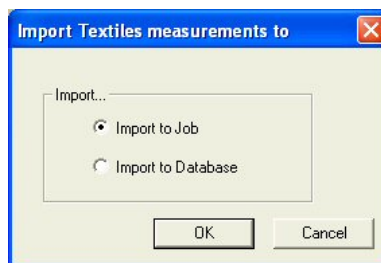 Import Textiles measurements to
Import...
Import to Job
Import to Database
OK Cancel